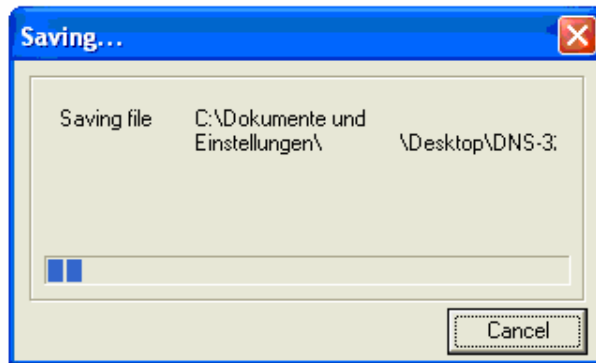 Saving...
Saving file C:\Dokumente und
Einstellungen\ \Desktop\DNS-3
Cancel